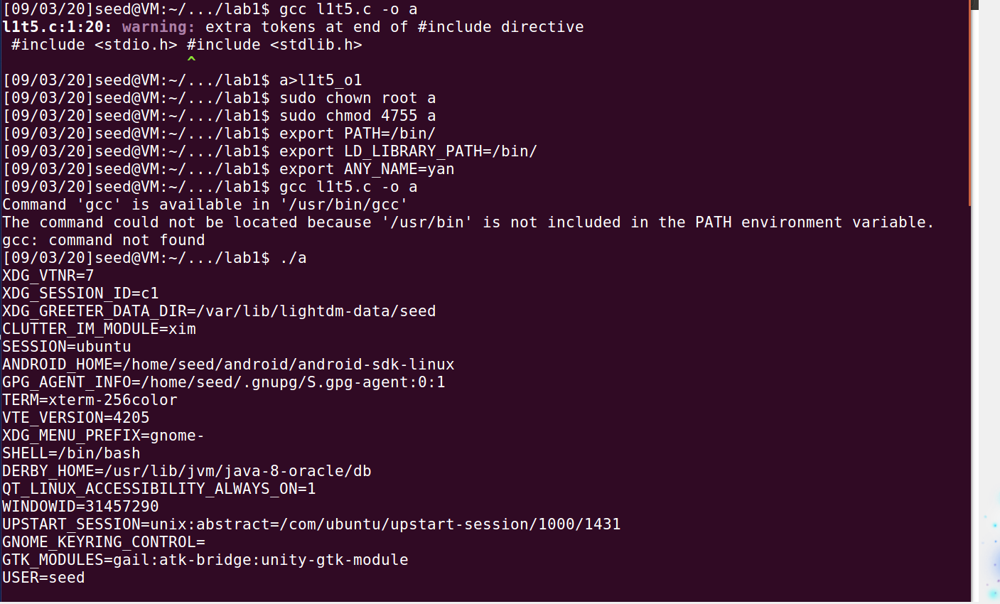 [09/03/20]seed@VM:~/.../lab1$ gcc l1t5.c -o a
l1t5.c:1:20: warning: extra tokens at end of #include directive
 #include <stdio.h> #include <stdlib.h>
                    ^
[09/03/20]seed@VM:~/.../lab1$ a>l1t5_o1
[09/03/20]seed@VM:~/.../lab1$ sudo chown root a
[09/03/20]seed@VM:~/.../lab1$ sudo chmod 4755 a
[09/03/20]seed@VM:~/.../lab1$ export PATH=/bin/
[09/03/20]seed@VM:~/.../lab1$ export LD_LIBRARY_PATH=/bin/
[09/03/20]seed@VM:~/.../lab1$ export ANY_NAME=yan
[09/03/20]seed@VM:~/.../lab1$ gcc l1t5.c -o a
Command 'gcc' is available in '/usr/bin/gcc'
The command could not be located because '/usr/bin' is not included in the PATH environment variable.
gcc: command not found
[09/03/20]seed@VM:~/.../lab1$ ./a
XDG_VTNR=7
XDG_SESSION_ID=c1
XDG_GREETER_DATA_DIR=/var/lib/lightdm-data/seed
CLUTTER_IM_MODULE=xim
SESSION=ubuntu
ANDROID_HOME=/home/seed/android/android-sdk-linux
GPG_AGENT_INFO=/home/seed/.gnupg/S.gpg-agent:0:1
TERM=xterm-256color
VTE_VERSION=4205
XDG_MENU_PREFIX=gnome-
SHELL=/bin/bash
DERBY_HOME=/usr/lib/jvm/java-8-oracle/db
QT_LINUX_ACCESSIBILITY_ALWAYS_ON=1
WINDOWID=31457290
UPSTART_SESSION=unix:abstract=/com/ubuntu/upstart-session/1000/1431
GNOME_KEYRING_CONTROL=
GTK_MODULES=gail:atk-bridge:unity-gtk-module
USER=seed